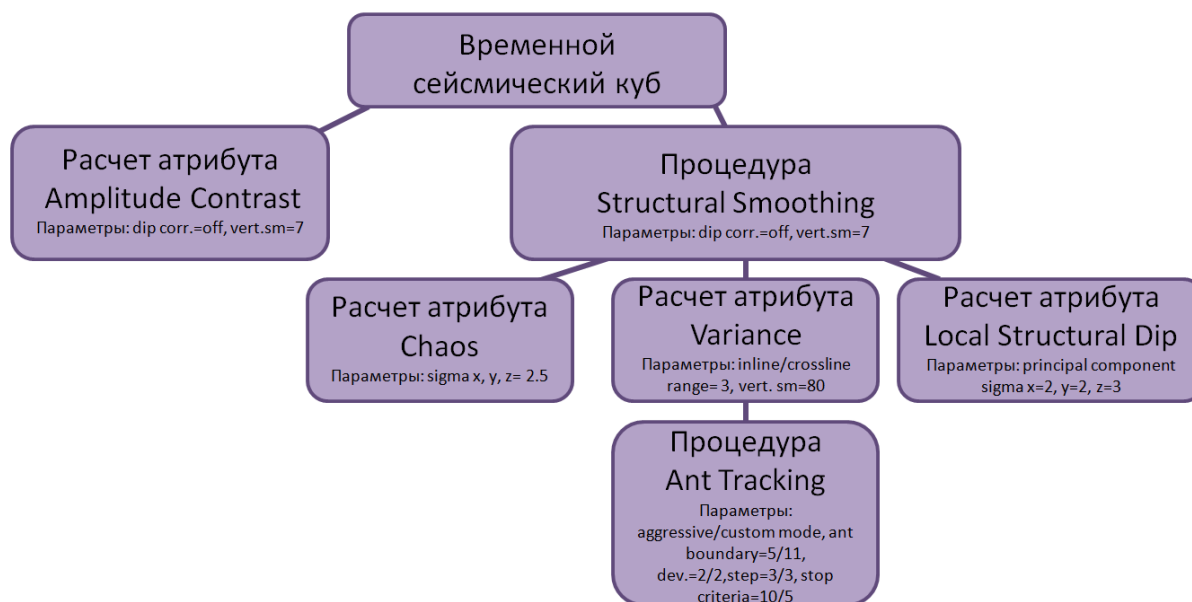 Временной
сейсмический куб
Расчет атрибута
Amplitude Contrast
Параметры: dip corr.=off, vert.sm=7
Процедура
Structural Smoothing
Параметры: dip corr.=off, vert.sm=7
Расчет атрибута
Chaos
Параметры: sigma x, y, z= 2.5
Расчет атрибута
Variance
Параметры: inline/crossline
range= 3, vert. sm=80
Расчет атрибута
Local Structural Dip
Параметры: principal component
sigma x=2, y=2, z=3
Процедура
Ant Tracking
Параметры:
aggressive/custom mode, ant
boundary=5/11,
dev.=2/2,step=3/3, stop
criteria=10/5